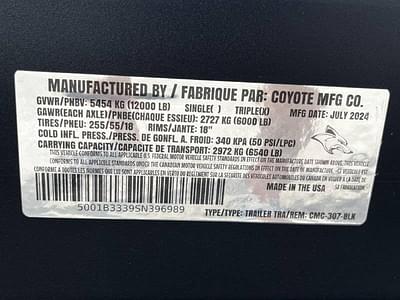 MANUFACTURED BY / FABRIQUE PAR: COYOTE MFG CO.
GVWR/PNBV: 5454 KG (12000 LB) SINGLE( ) TRIPLE(X) MFG DATE: JULY 2024
GAWR(EACH AXLE)/PNBE(CHAQUE ESSIEU): 2727 KG (6000 LB)
TIRES/PNEU: 255/55/18 RIMS/JANTE: 18"
COLD INFL. PRESS./PRESS. DE GONFL. A. FROID: 340 KPA (50 PSI/LPC)
CARRYING CAPACITY/CAPACITÉ DE TRANSPORT: 2972 KG (6540 LB)
MADE IN THE USA
5001B3339SN396989
TYPE/TYPE: TRAILER TRA/REM: CMC-307-BLK